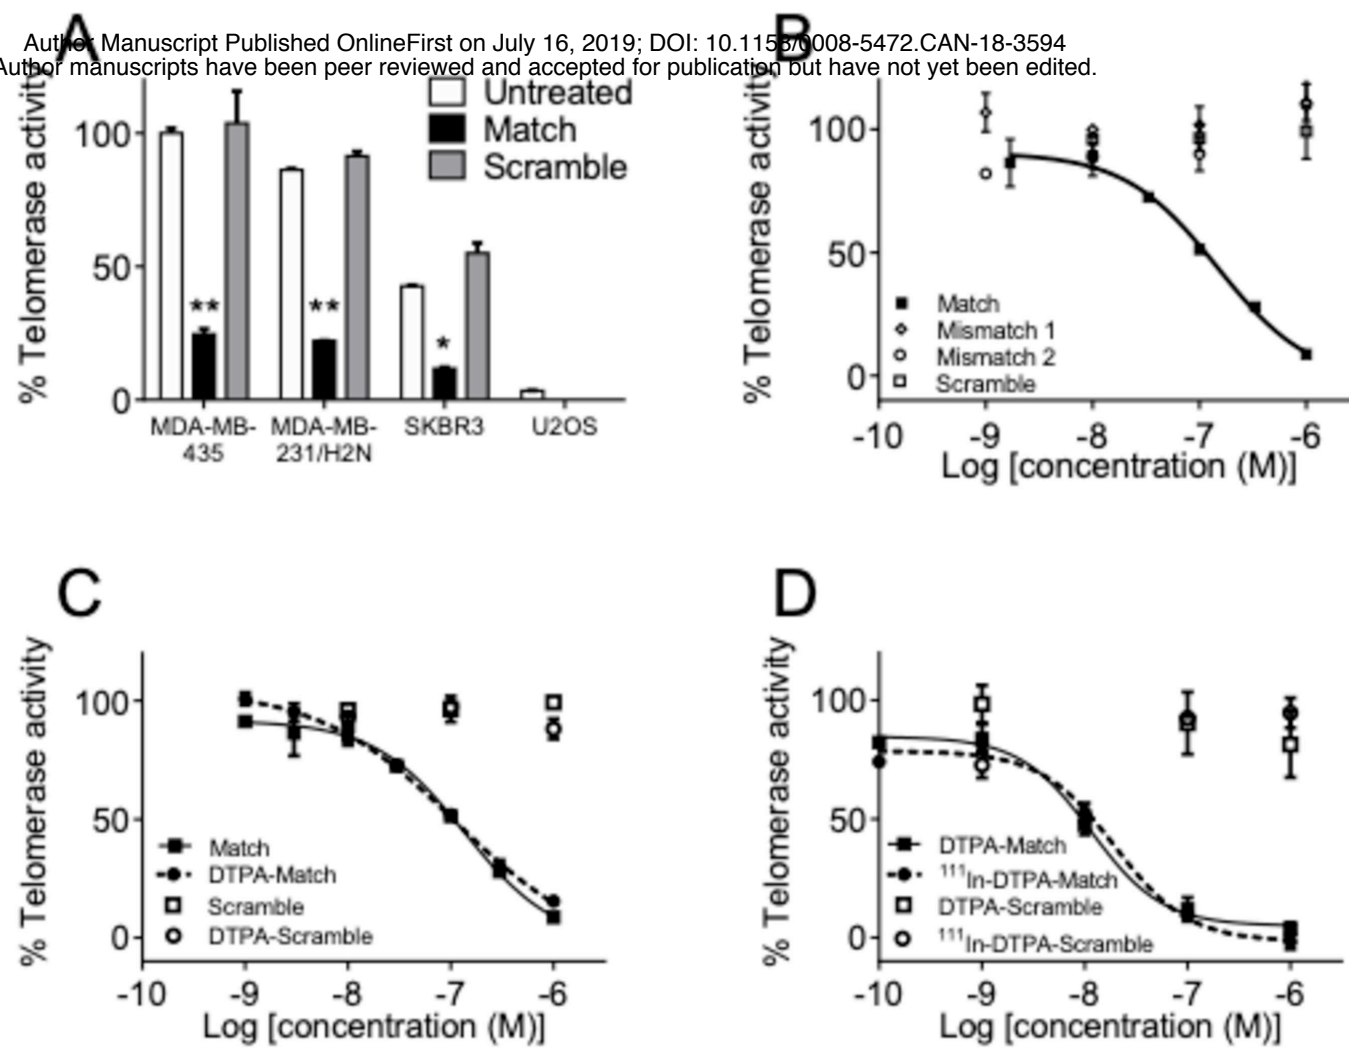 A
B
Author Manuscript Published OnlineFirst on July 16, 2019; DOI: 10.1158/0008-5472.CAN-18-3594
Author manuscripts have been peer reviewed and accepted for publication but have not yet been edited.
% Telomerase activity
100
50
0
Untreated
Match
Scramble
**
**
*
MDA-MB-
435
MDA-MB-
231/H2N
SKBR3
U2OS
% Telomerase activity
100
50
0
Match
Mismatch 1
Mismatch 2
Scramble
-10
-9
-8
-7
-6
Log [concentration (M)]
C
% Telomerase activity
100
50
0
Match
DTPA-Match
Scramble
DTPA-Scramble
-10
-9
-8
-7
-6
Log [concentration (M)]
D
% Telomerase activity
100
50
0
DTPA-Match
¹¹¹In-DTPA-Match
DTPA-Scramble
¹¹¹In-DTPA-Scramble
-10
-9
-8
-7
-6
Log [concentration (M)]